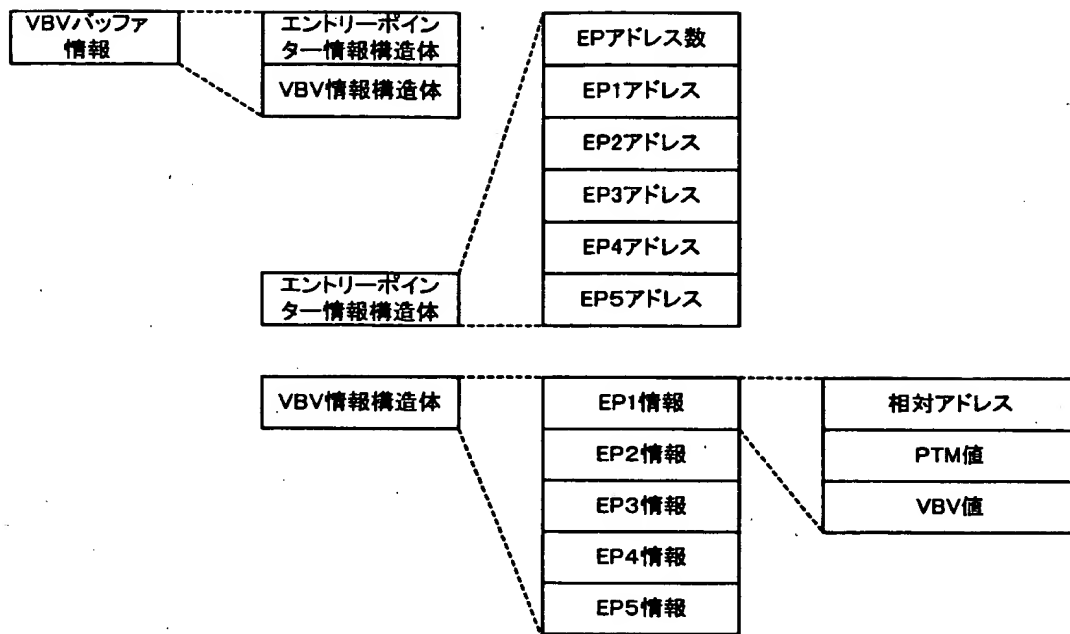 VBVバッファ
情報
エントリーポイン
ター情報構造体
VBV情報構造体
EPアドレス数
EP1アドレス
EP2アドレス
EP3アドレス
EP4アドレス
EP5アドレス
エントリーポイン
ター情報構造体
VBV情報構造体
EP1情報
EP2情報
EP3情報
EP4情報
EP5情報
相対アドレス
PTM値
VBV値